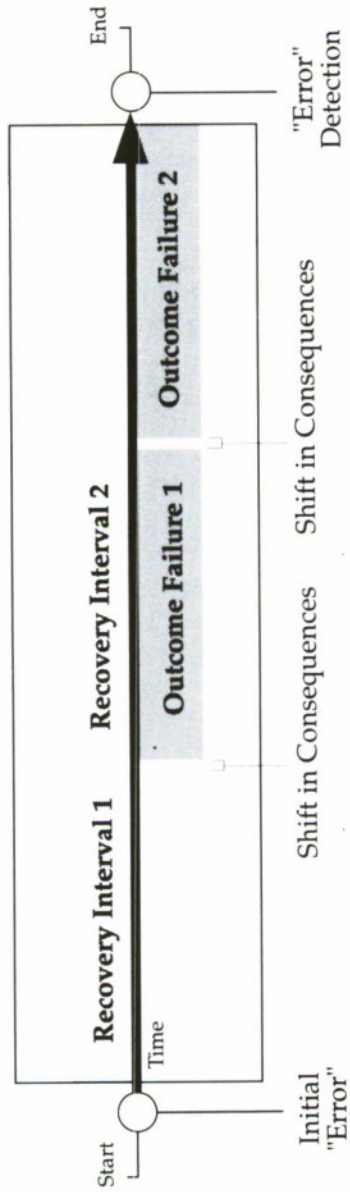 Recovery Interval 1
Recovery Interval 2
Start
Time
Outcome Failure 1
Outcome Failure 2
End
Initial
"Error"
Shift in Consequences
Shift in Consequences
"Error"
Detection